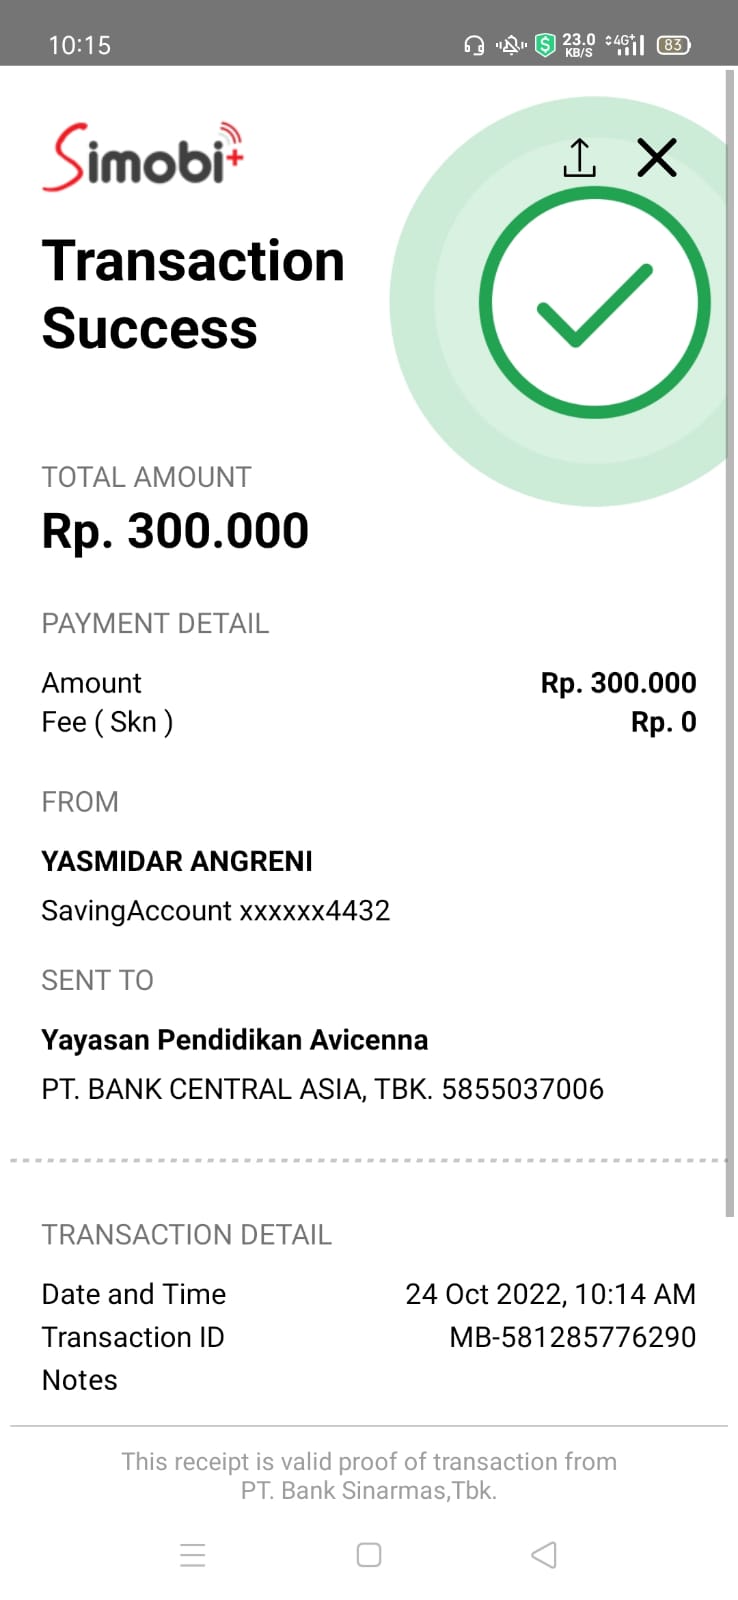 10:15
23.0
KB/S
4G+
83
Simobi+
Transaction
Success
TOTAL AMOUNT
Rp. 300.000
PAYMENT DETAIL
Amount Rp. 300.000
Fee ( Skn ) Rp. 0
FROM
YASMIDAR ANGRENI
SavingAccount xxxxxx4432
SENT TO
Yayasan Pendidikan Avicenna
PT. BANK CENTRAL ASIA, TBK. 5855037006
TRANSACTION DETAIL
Date and Time 24 Oct 2022, 10:14 AM
Transaction ID MB-581285776290
Notes
This receipt is valid proof of transaction from
PT. Bank Sinarmas,Tbk.